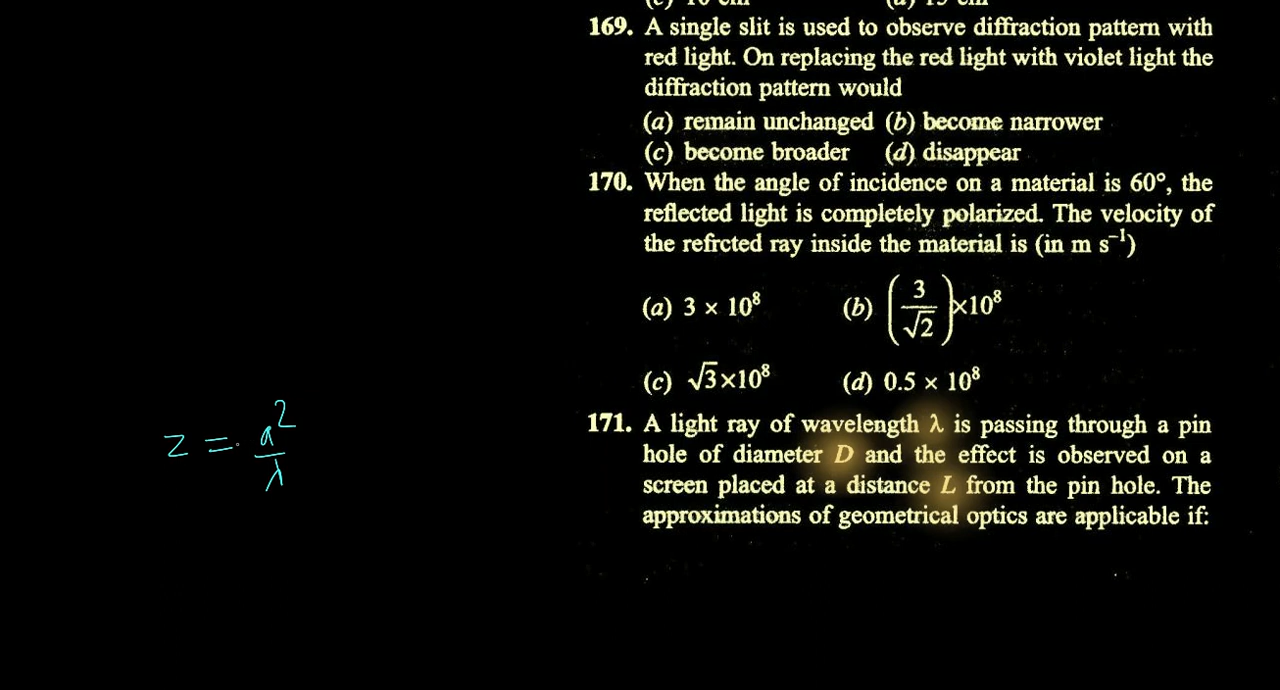 169. A single slit is used to observe diffraction pattern with
red light. On replacing the red light with violet light the
diffraction pattern would
(a) remain unchanged (b) become narrower
(c) become broader (d) disappear
170. When the angle of incidence on a material is 60°, the
reflected light is completely polarized. The velocity of
the refrcted ray inside the material is (in m s⁻¹)
(a) 3 × 10⁸ (b) (3/√2)×10⁸
(c) √3×10⁸ (d) 0.5 × 10⁸
z = a²/λ
171. A light ray of wavelength λ is passing through a pin
hole of diameter D and the effect is observed on a
screen placed at a distance L from the pin hole. The
approximations of geometrical optics are applicable if: